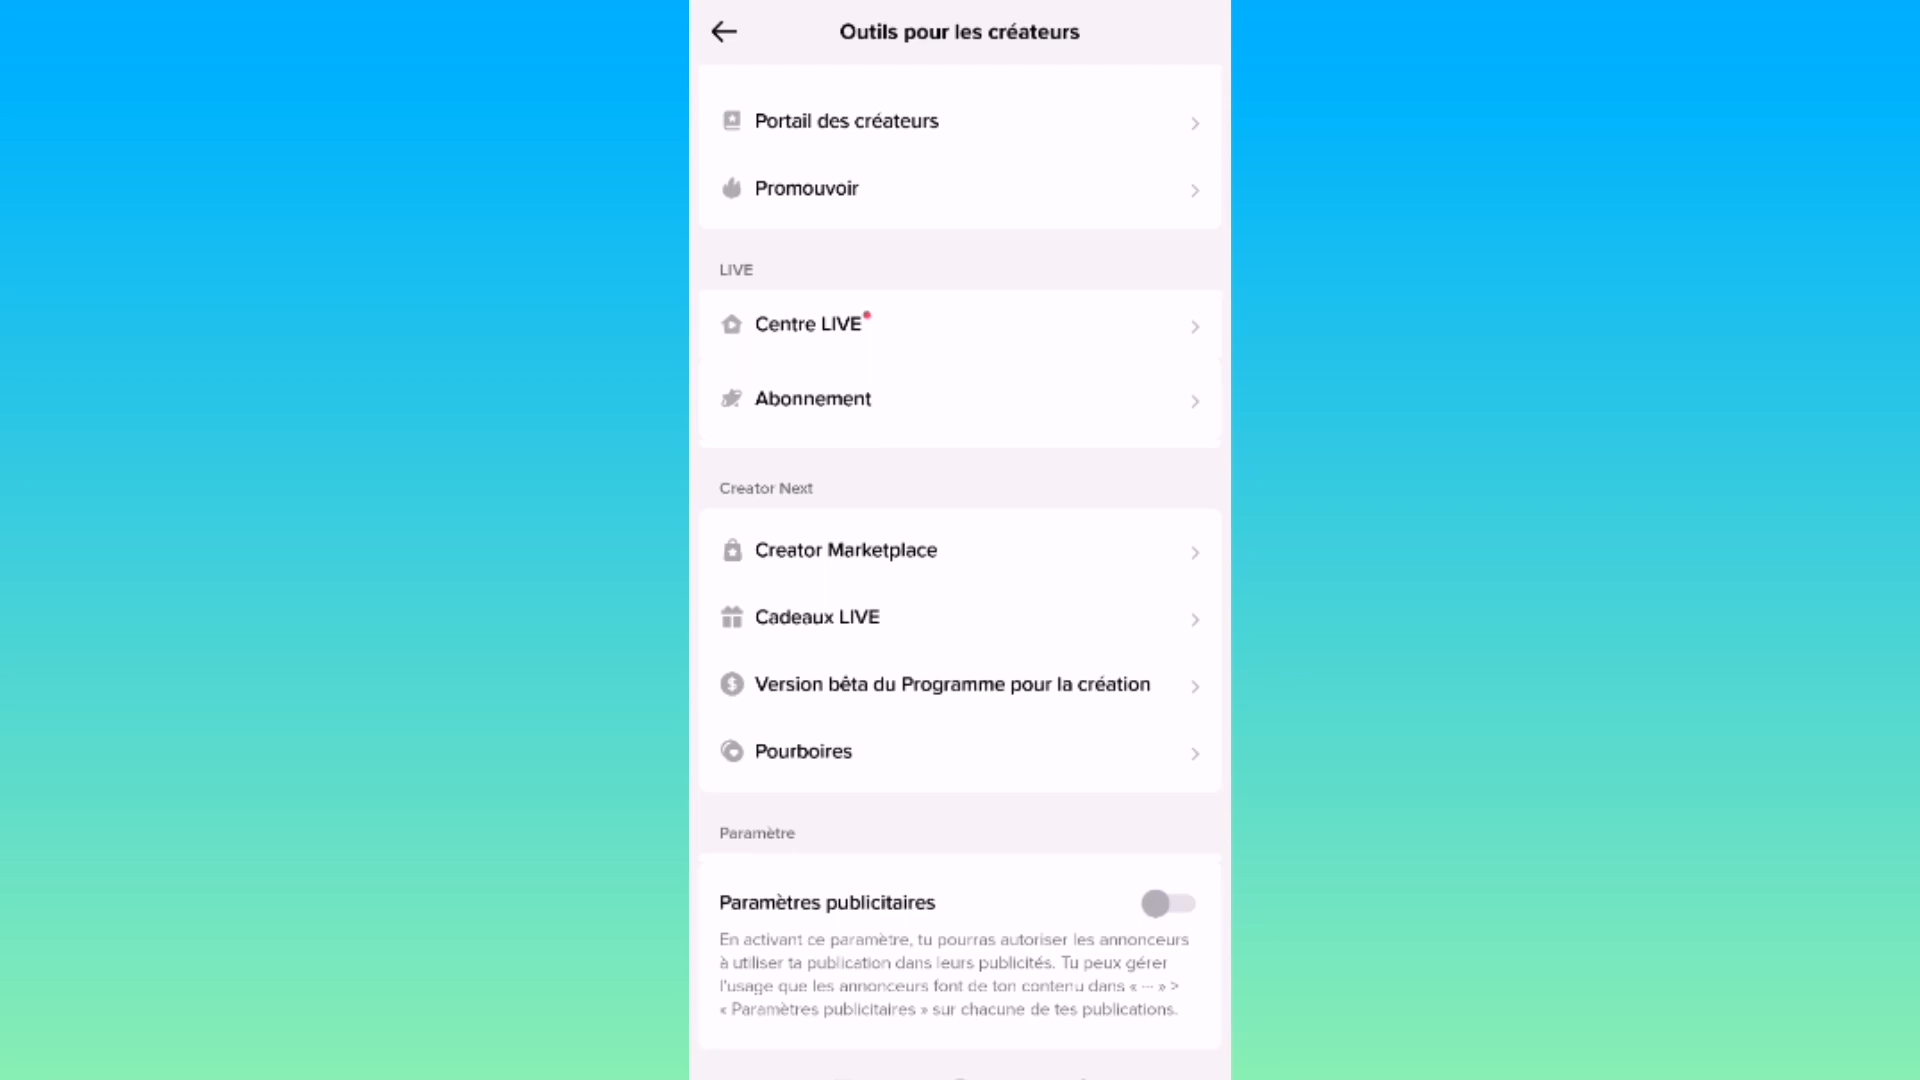 Outils pour les créateurs
Portail des créateurs
Promouvoir
LIVE
Centre LIVE
Abonnement
Creator Next
Creator Marketplace
Cadeaux LIVE
Version bêta du Programme pour la création
Pourboires
Paramètre
Paramètres publicitaires
En activant ce paramètre, tu pourras autoriser les annonceurs
à utiliser ta publication dans leurs publicités. Tu peux gérer
l'usage que les annonceurs font de ton contenu dans « ··· » >
« Paramètres publicitaires » sur chacune de tes publications.